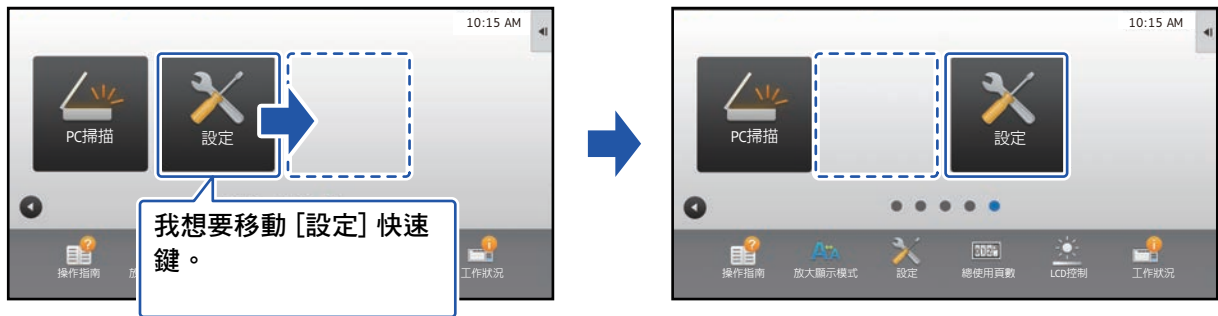 10:15 AM
PC掃描
設定
我想要移動 [設定] 快速
鍵。
操作指南
放
工作狀況
10:15 AM
PC掃描
設定
操作指南
放大顯示模式
設定
總使用頁數
LCD控制
工作狀況